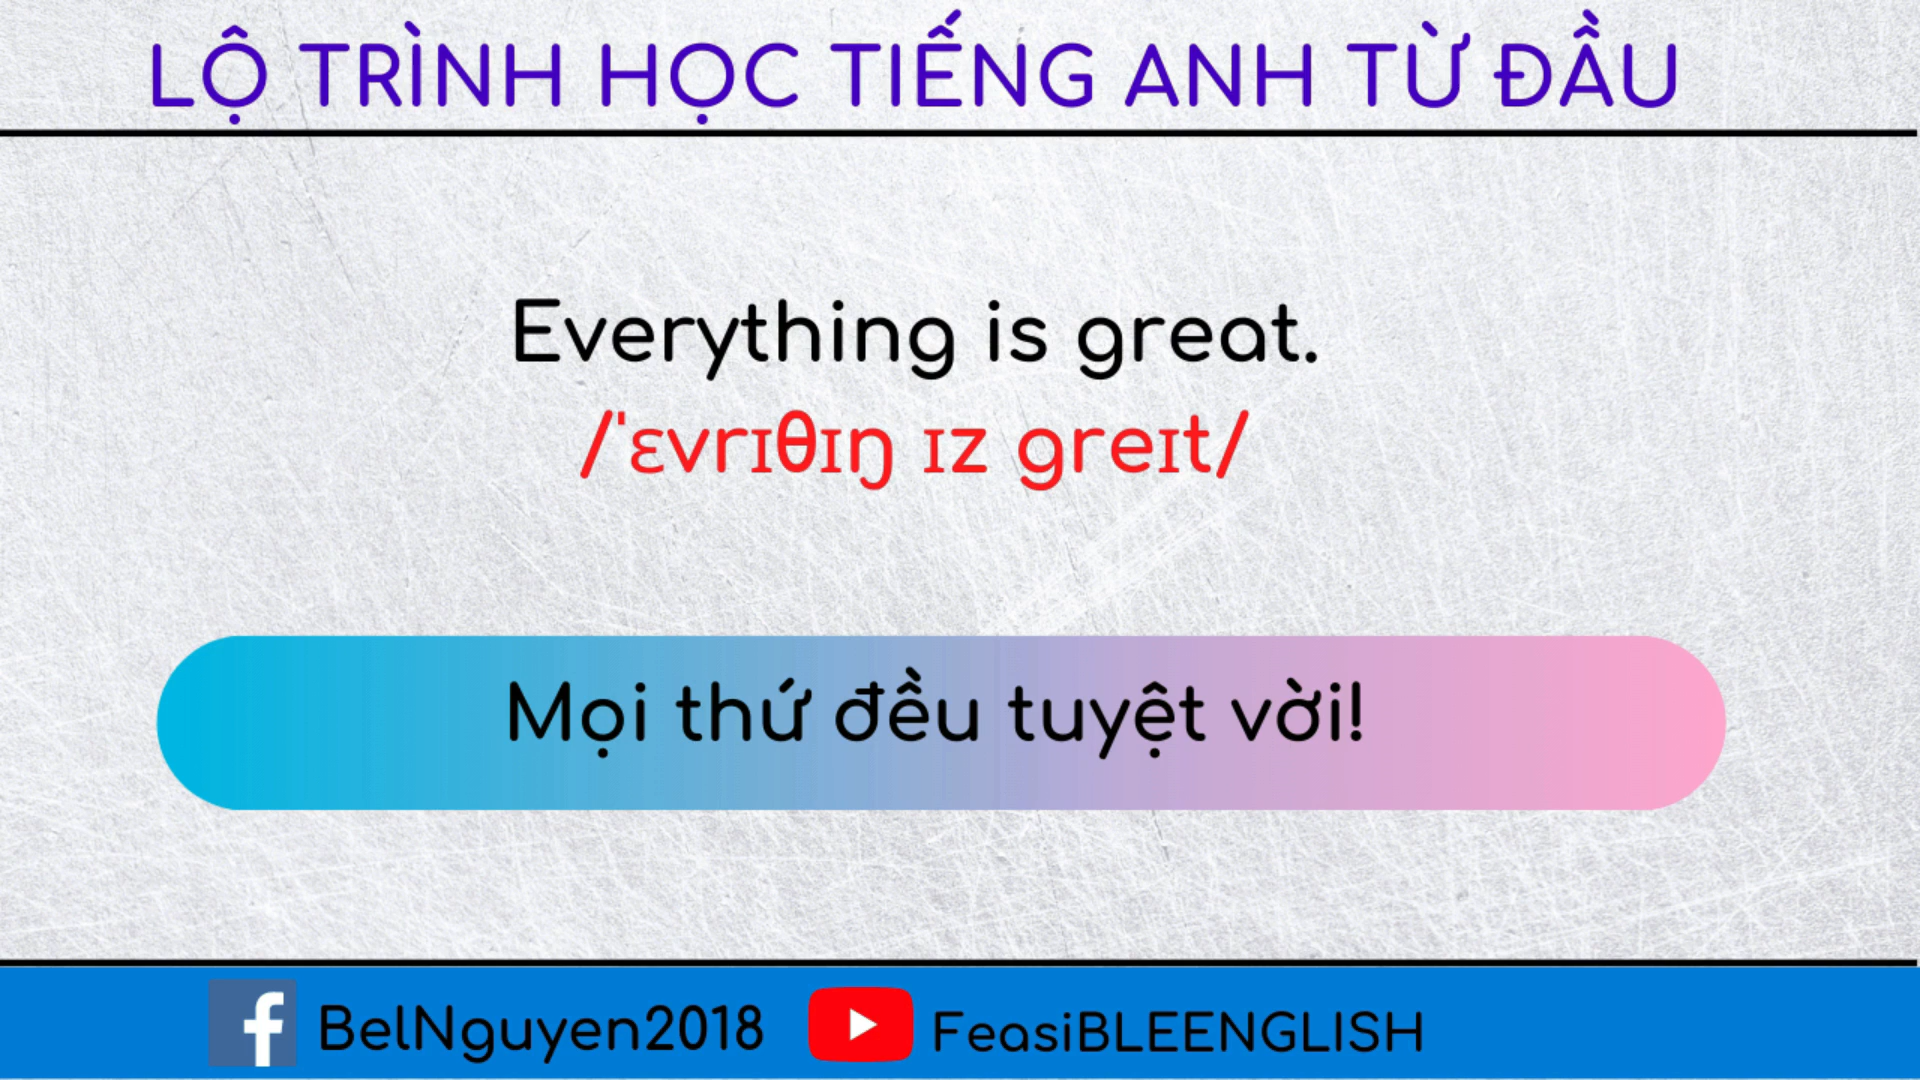 LỘ TRÌNH HỌC TIẾNG ANH TỪ ĐẦU
Everything is great.
/ˈɛvrɪθɪŋ ɪz greɪt/
Mọi thứ đều tuyệt vời!
BelNguyen2018 FeasiBLEENGLISH